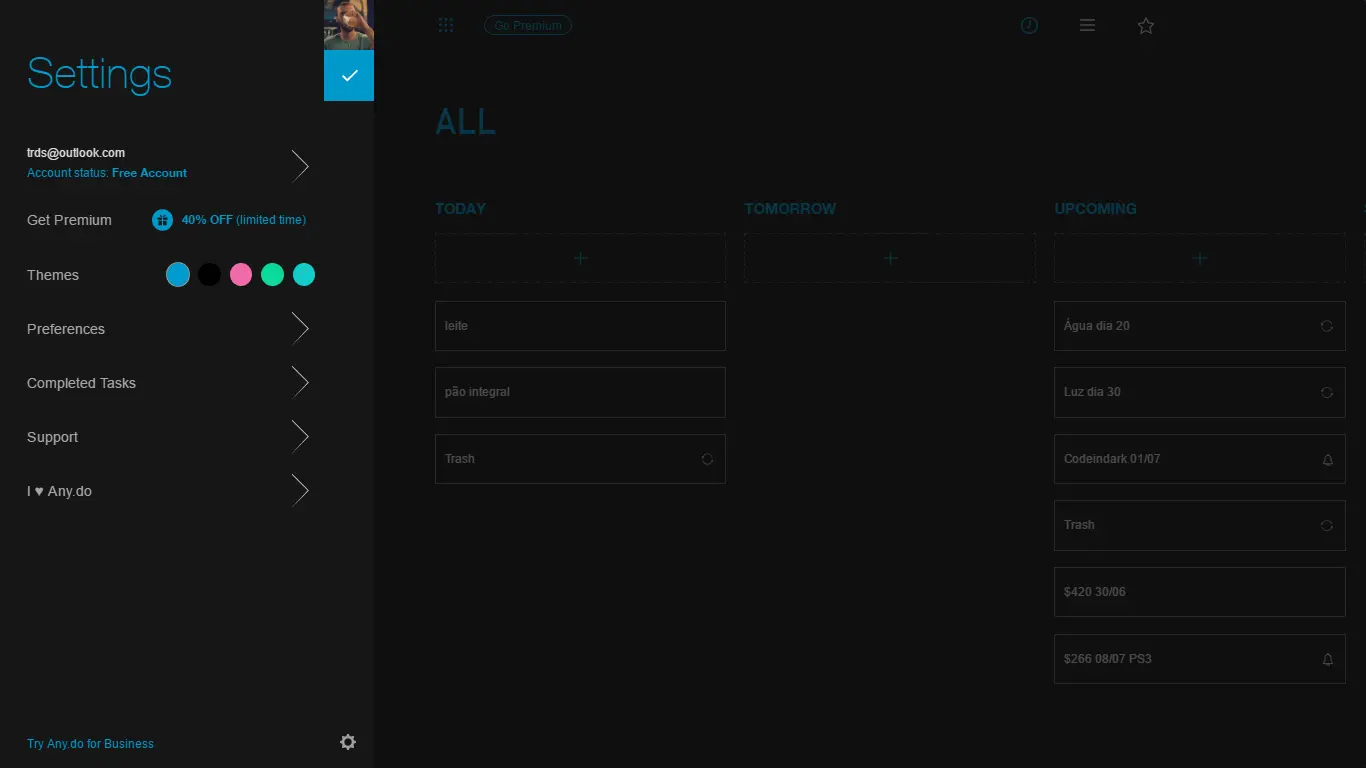 Settings
trds@outlook.com
Account status: Free Account
Get Premium
40% OFF (limited time)
Themes
Preferences
Completed Tasks
Support
I ♥ Any.do
Try Any.do for Business
Go Premium
ALL
TODAY
leite
pão integral
Trash
TOMORROW
UPCOMING
Água dia 20
Luz dia 30
Codeindark 01/07
Trash
$420 30/06
$266 08/07 PS3